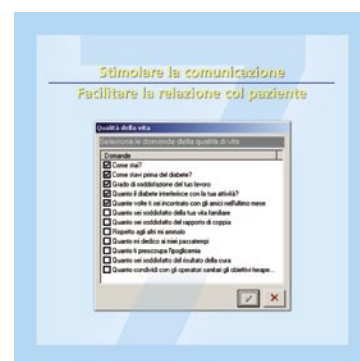 Stimolare la comunicazione
Facilitare la relazione col paziente
Qualità della vita
Selezione le domande della qualità di vita
Domande
Come stai?
Come stavi prima del diabete?
Grado di soddisfazione del tuo lavoro
Quanto il diabete interferisce con la tua attività?
Quante volte ti sei incontrato con gli amici nell'ultimo mese
Quanto sei soddisfatto della tua vita familiare
Quanto sei soddisfatto del rapporto di coppia
Rispetto agli altri mi ammalo
Quanto mi dedico ai miei passatempi
Quanto ti preoccupa l'ipoglicemia
Quanto sei soddisfatto del risultato della cura
Quanto condividi con gli operatori sanitari gli obiettivi terape...